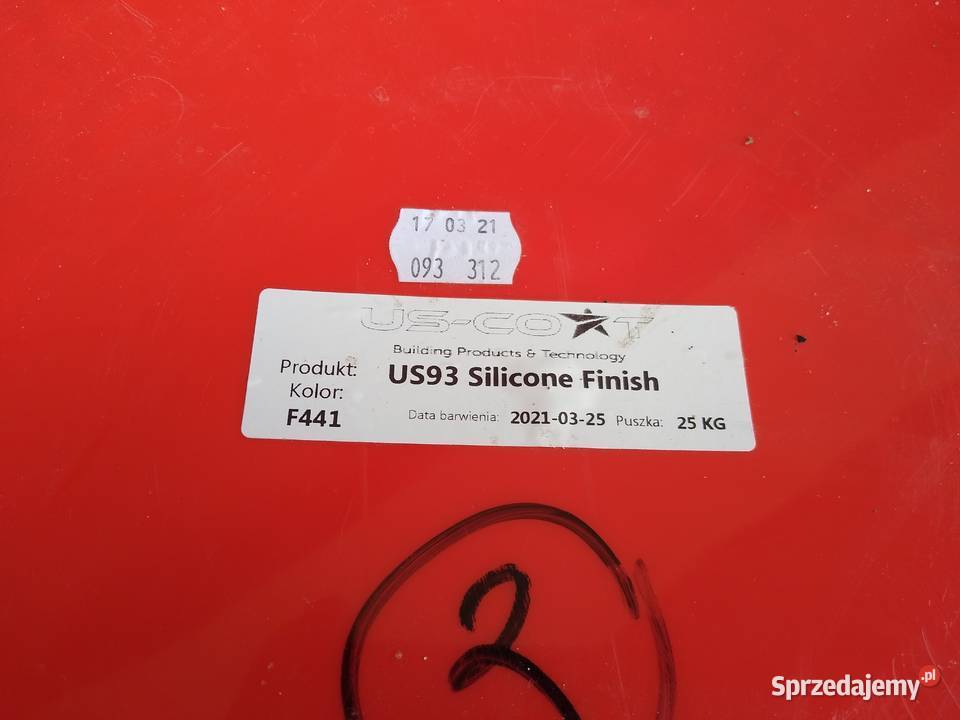 17 03 21
093 312
US-COAT
Building Products & Technology
Produkt: US93 Silicone Finish
Kolor:
F441 Data barwienia: 2021-03-25 Puszka: 25 KG
2
Sprzedajemy.pl